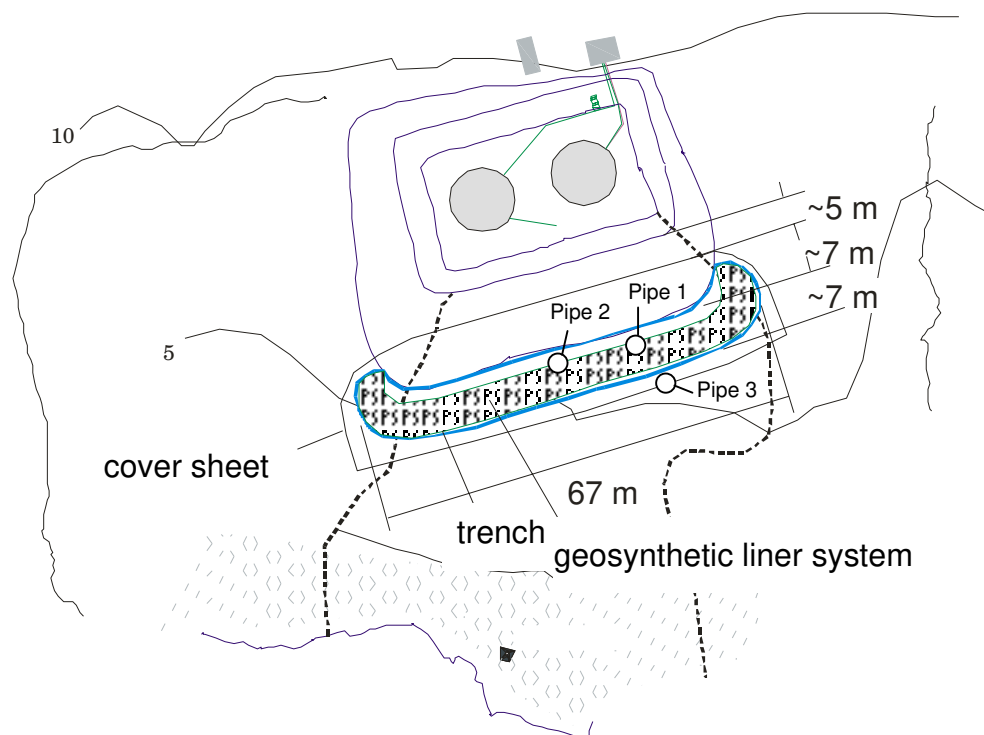 10
~5 m
~7 m
~7 m
Pipe 1
Pipe 2
5
Pipe 3
cover sheet
67 m
trench
geosynthetic liner system